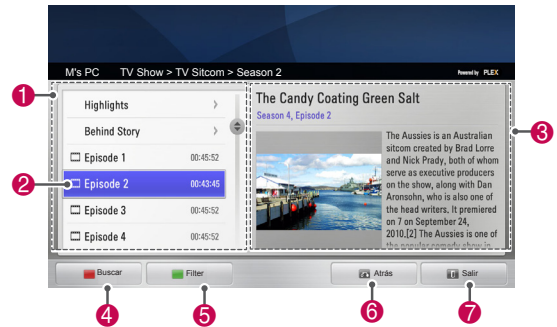 M's PC TV Show > TV Sitcom > Season 2
Powered by PLEX
1
Highlights >
Behind Story >
Episode 1 00:45:52
2
Episode 2 00:43:45
Episode 3 00:45:52
Episode 4 00:45:52
The Candy Coating Green Salt
Season 4, Episode 2
3
The Aussies is an Australian
sitcom created by Brad Lorre
and Nick Prady, both of whom
serve as executive producers
on the show, along with Dan
Aronsohn, who is also one of
the head writers. It premiered
on 7 on September 24,
2010.[2] The Aussies is one of
the popular comedy show in
Buscar
Filter
Atrás
Salir
4
5
6
7